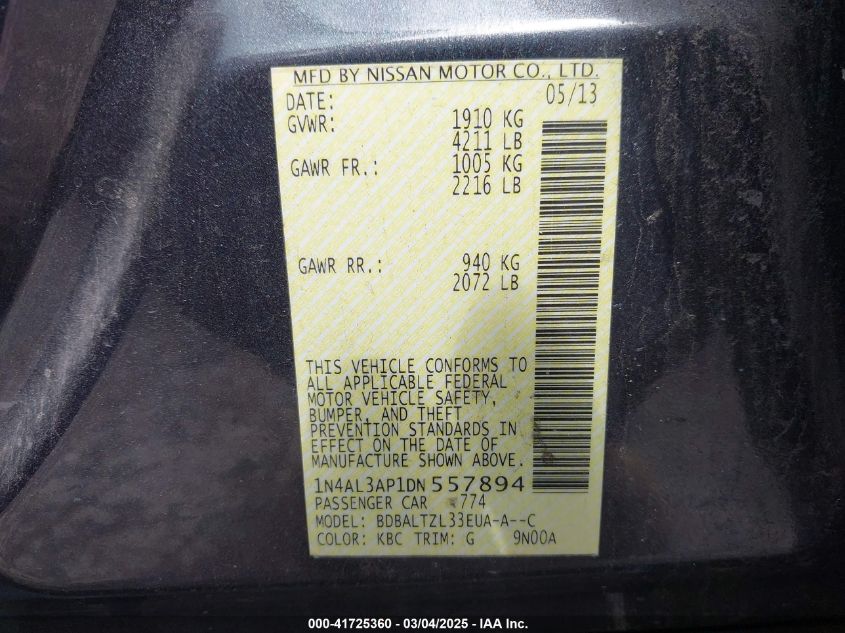 MFD BY NISSAN MOTOR CO., LTD.
DATE: 05/13
GVWR: 1910 KG
4211 LB
GAWR FR.: 1005 KG
2216 LB
GAWR RR.: 940 KG
2072 LB
THIS VEHICLE CONFORMS TO
ALL APPLICABLE FEDERAL
MOTOR VEHICLE SAFETY,
BUMPER, AND THEFT
PREVENTION STANDARDS IN
EFFECT ON THE DATE OF
MANUFACTURE SHOWN ABOVE.
1N4AL3AP1DN557894
PASSENGER CAR 774
MODEL: BDBALTZL33EUA-A--C
COLOR: KBC TRIM: G 9N00A
000-41725360 - 03/04/2025 - IAA Inc.